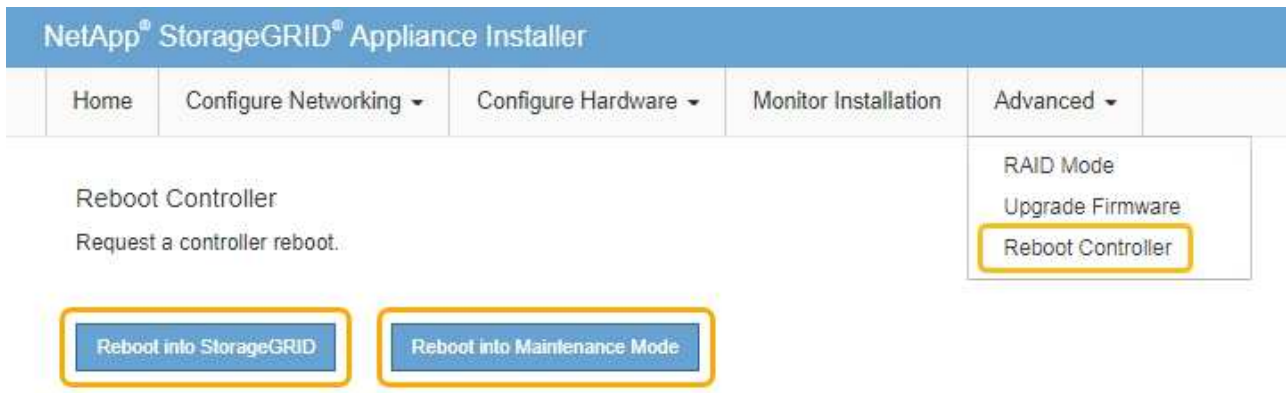 NetApp® StorageGRID® Appliance Installer
Home Configure Networking Configure Hardware Monitor Installation Advanced
RAID Mode
Upgrade Firmware
Reboot Controller
Reboot Controller
Request a controller reboot.
Reboot into StorageGRID Reboot into Maintenance Mode